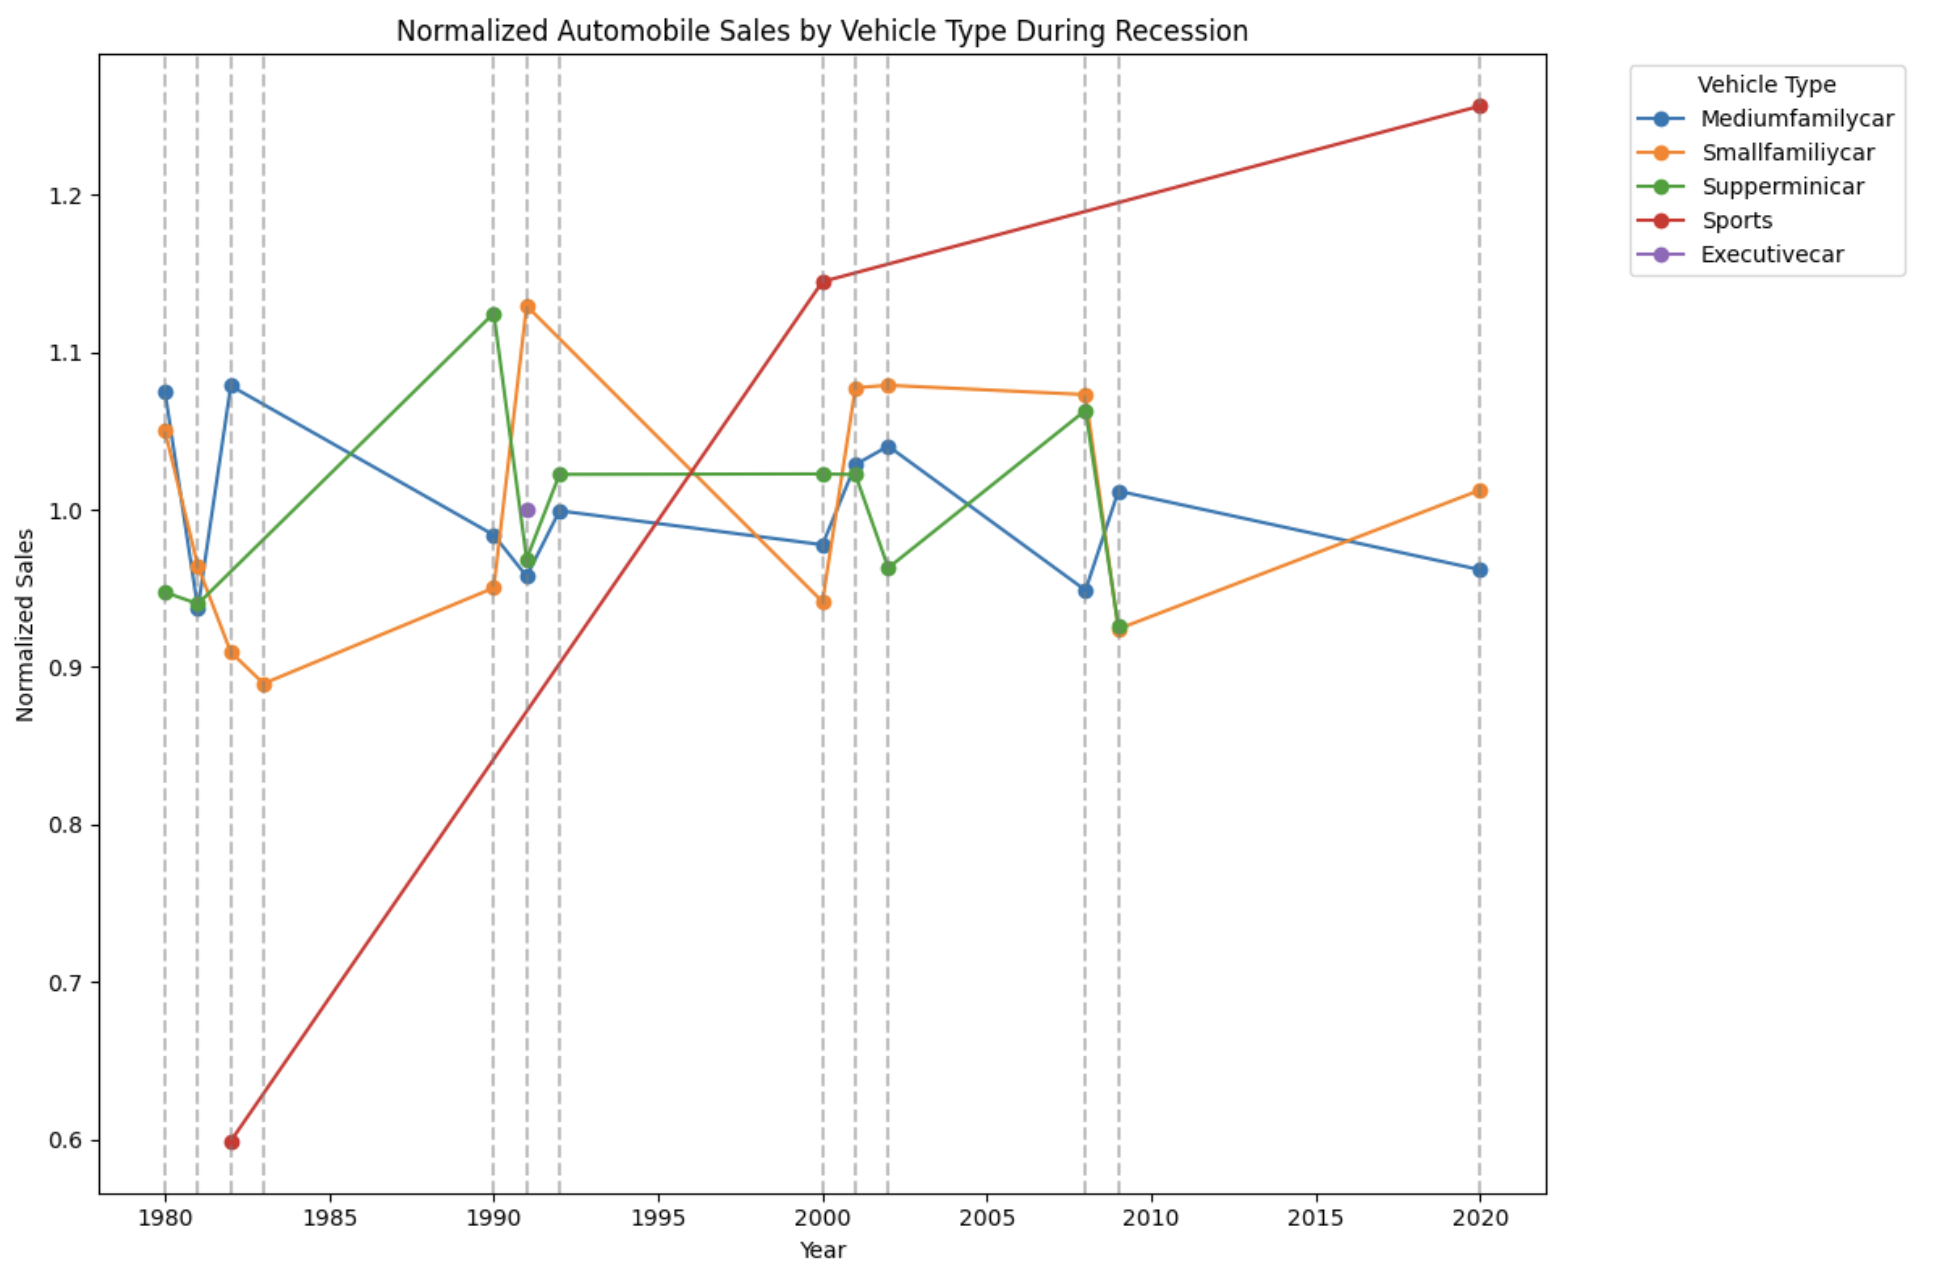 Normalized Automobile Sales by Vehicle Type During Recession
Vehicle Type
Mediumfamilycar
Smallfamiliycar
Supperminicar
Sports
Executivecar
Normalized Sales
1.2
1.1
1.0
0.9
0.8
0.7
0.6
1980 1985 1990 1995 2000 2005 2010 2015 2020
Year